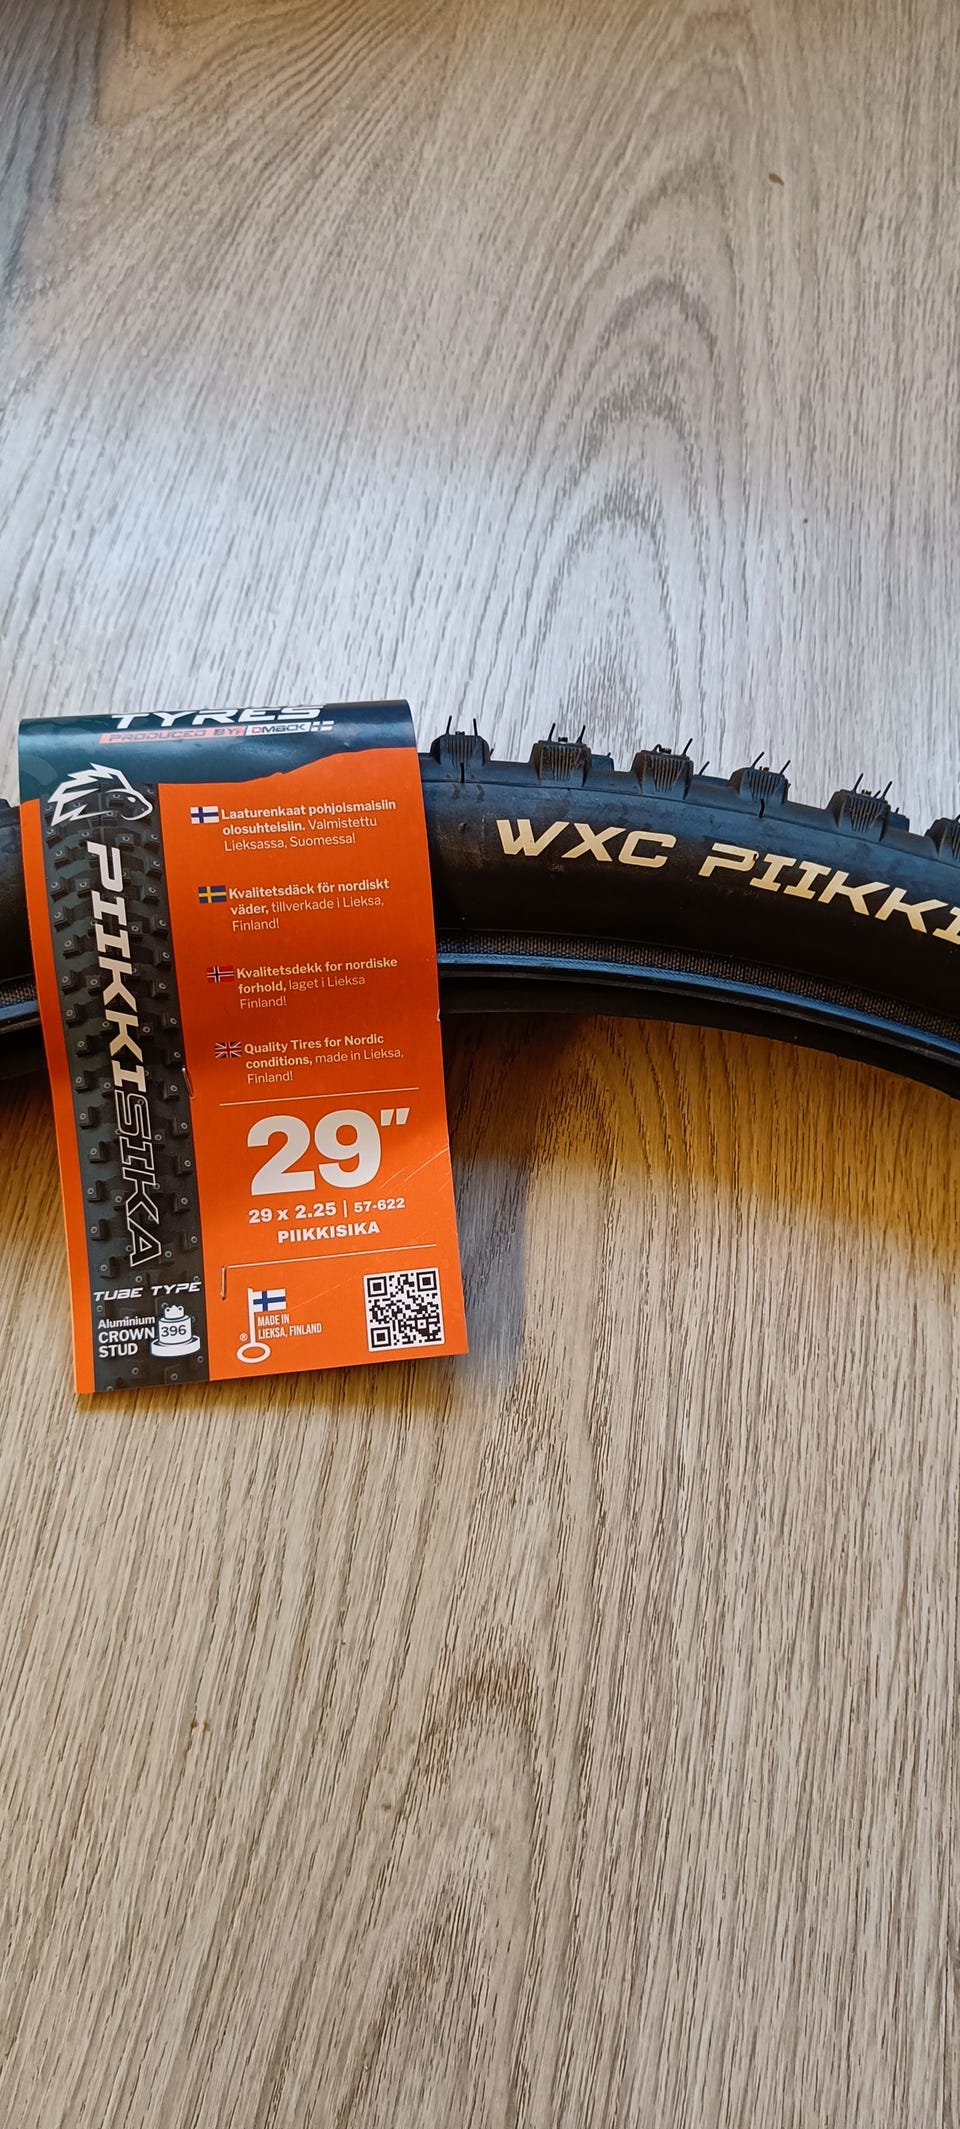 TYRES
PRODUCED BY: DMACK
Laaturenkaat pohjoismaisiin
olosuhteisiin. Valmistettu
Lieksassa, Suomessa!
Kvalitetsdäck för nordiskt
väder, tillverkade i Lieksa,
Finland!
Kvalitetsdekk for nordiske
forhold, laget i Lieksa
Finland!
Quality Tires for Nordic
conditions, made in Lieksa,
Finland!
29"
29 x 2.25 | 57-622
PIIKKISIKA
PIIKKISIKA
TUBE TYPE
Aluminium
CROWN
STUD
396
® MADE IN
LIEKSA, FINLAND
WXC PIIKKI